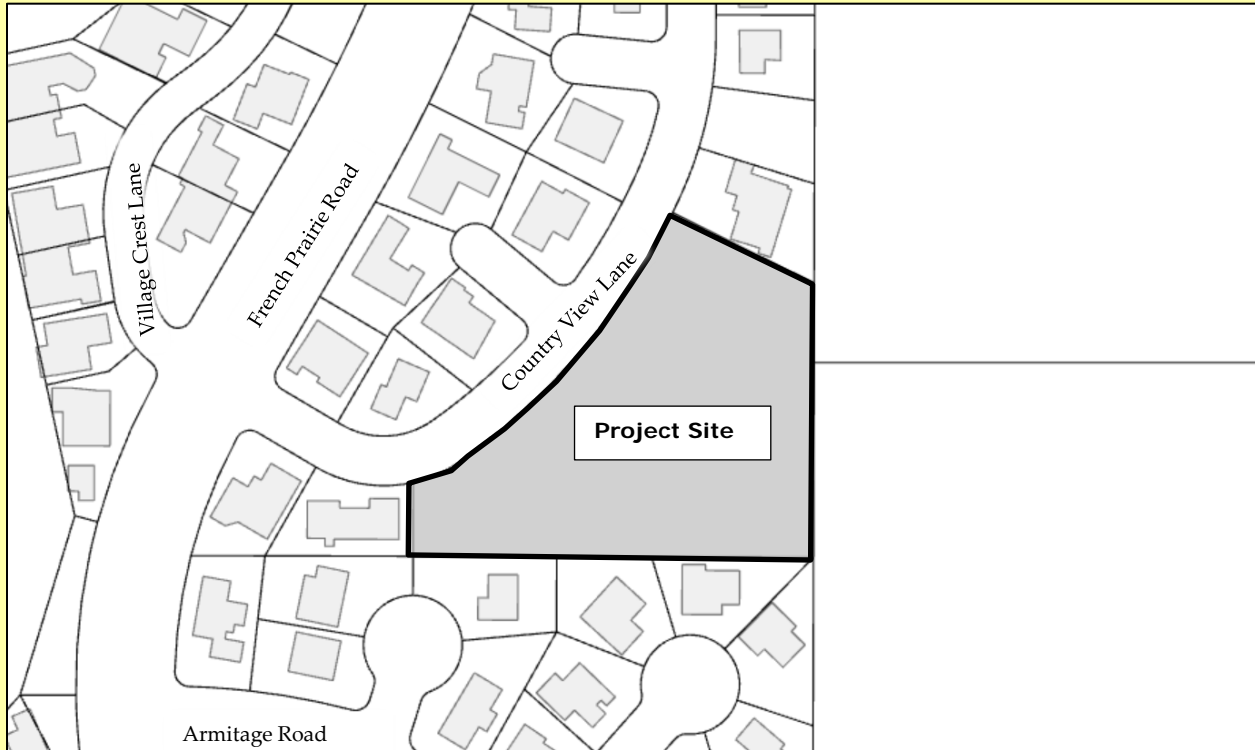 Village Crest Lane
French Prairie Road
Country View Lane
Project Site
Armitage Road